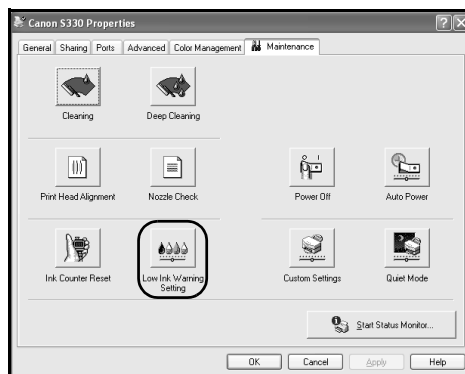 Canon S330 Properties
General Sharing Ports Advanced Color Management Maintenance
Cleaning Deep Cleaning
Print Head Alignment Nozzle Check Power Off Auto Power
Ink Counter Reset Low Ink Warning Setting Custom Settings Quiet Mode
Start Status Monitor...
OK Cancel Apply Help